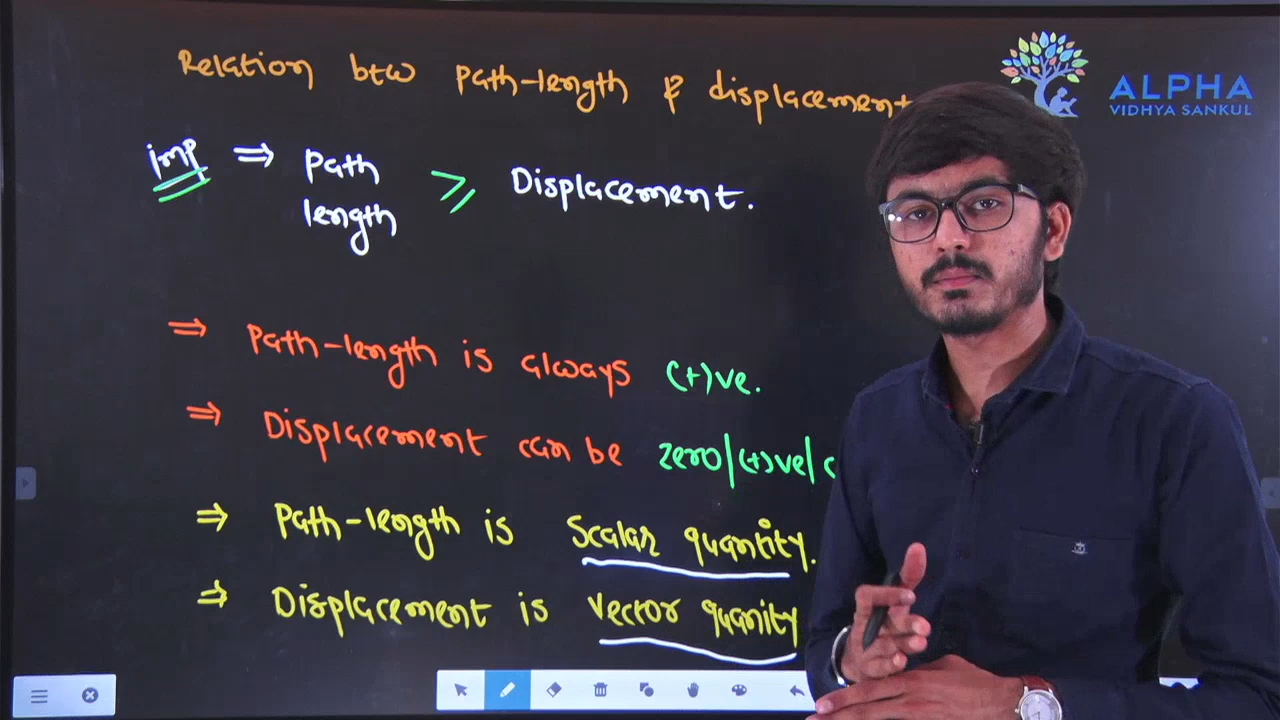 Relation btw path-length & displacement
ALPHA
VIDHYA SANKUL
imp ⇒ path length ⩾ Displacement.
⇒ Path-length is always (+)ve.
⇒ Displacement can be zero/(+)ve/(
⇒ Path-length is scalar quantity.
⇒ Displacement is vector quanity